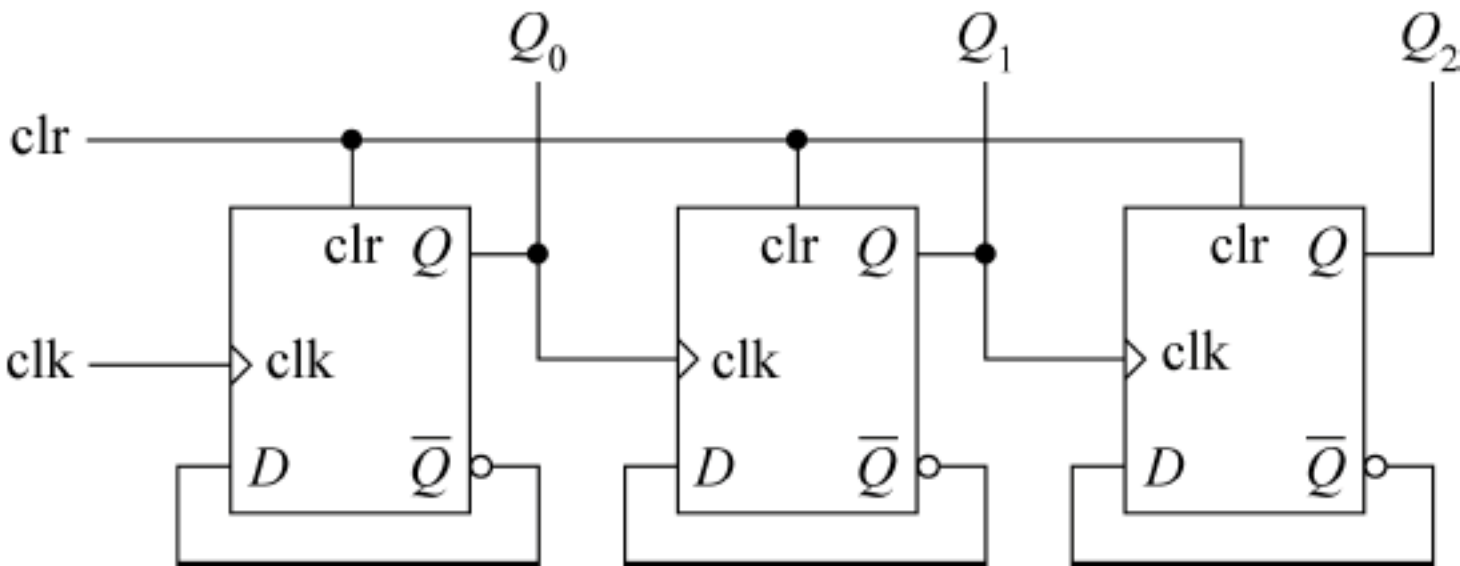 Q₀ Q₁ Q₂
clr
clr Q clr Q clr Q
clk clk clk clk
D Q̅ D Q̅ D Q̅